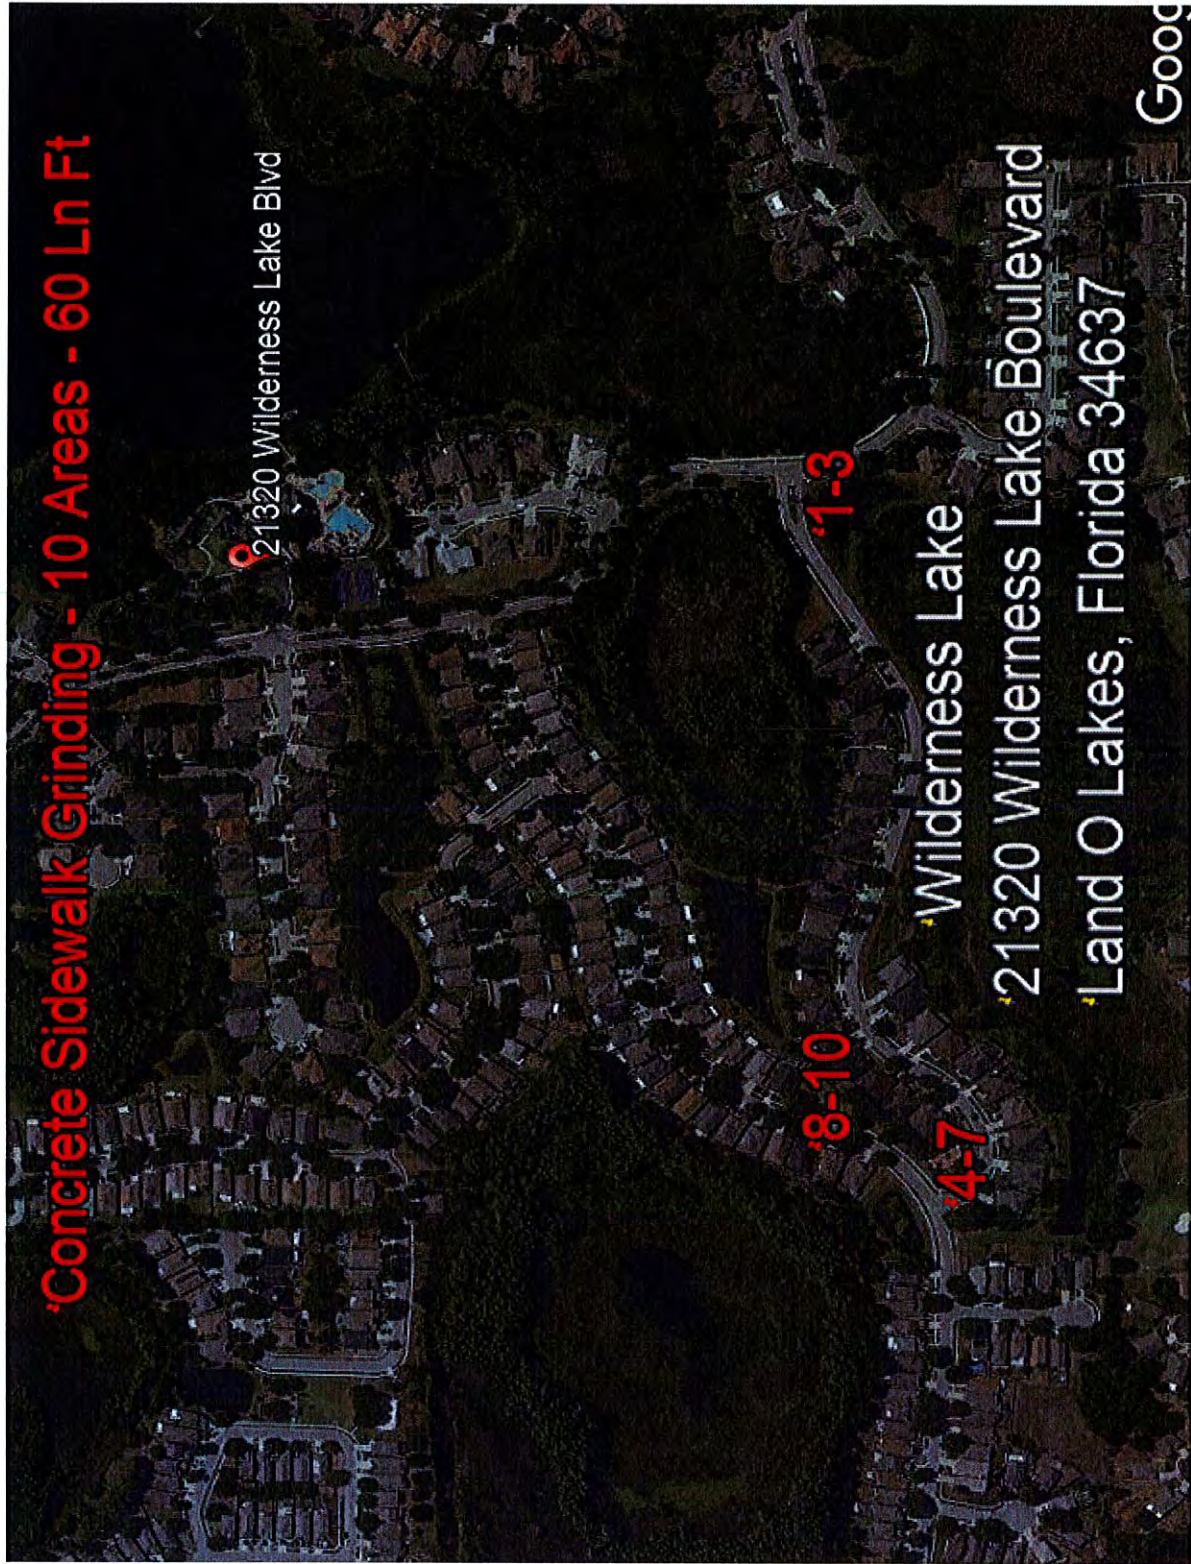 Concrete Sidewalk Grinding - 10 Areas - 60 Ln Ft
21320 Wilderness Lake Blvd
1-3
8-10
4-7
Wilderness Lake
21320 Wilderness Lake Boulevard
Land O Lakes, Florida 34637
Goog